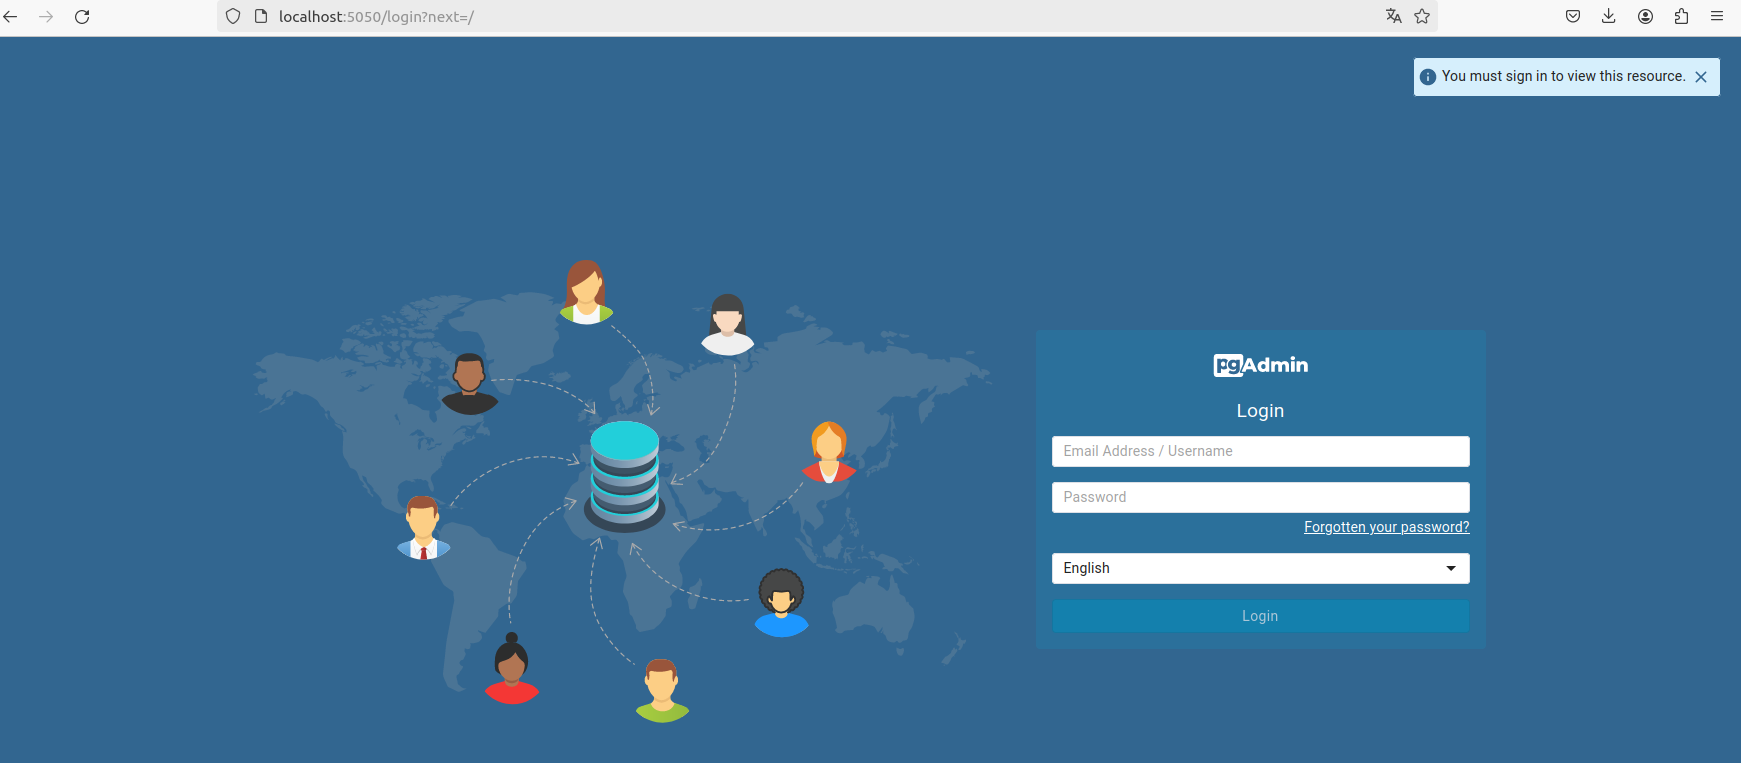 localhost:5050/login?next=/
You must sign in to view this resource.
pgAdmin
Login
Email Address / Username
Password
Forgotten your password?
English
Login